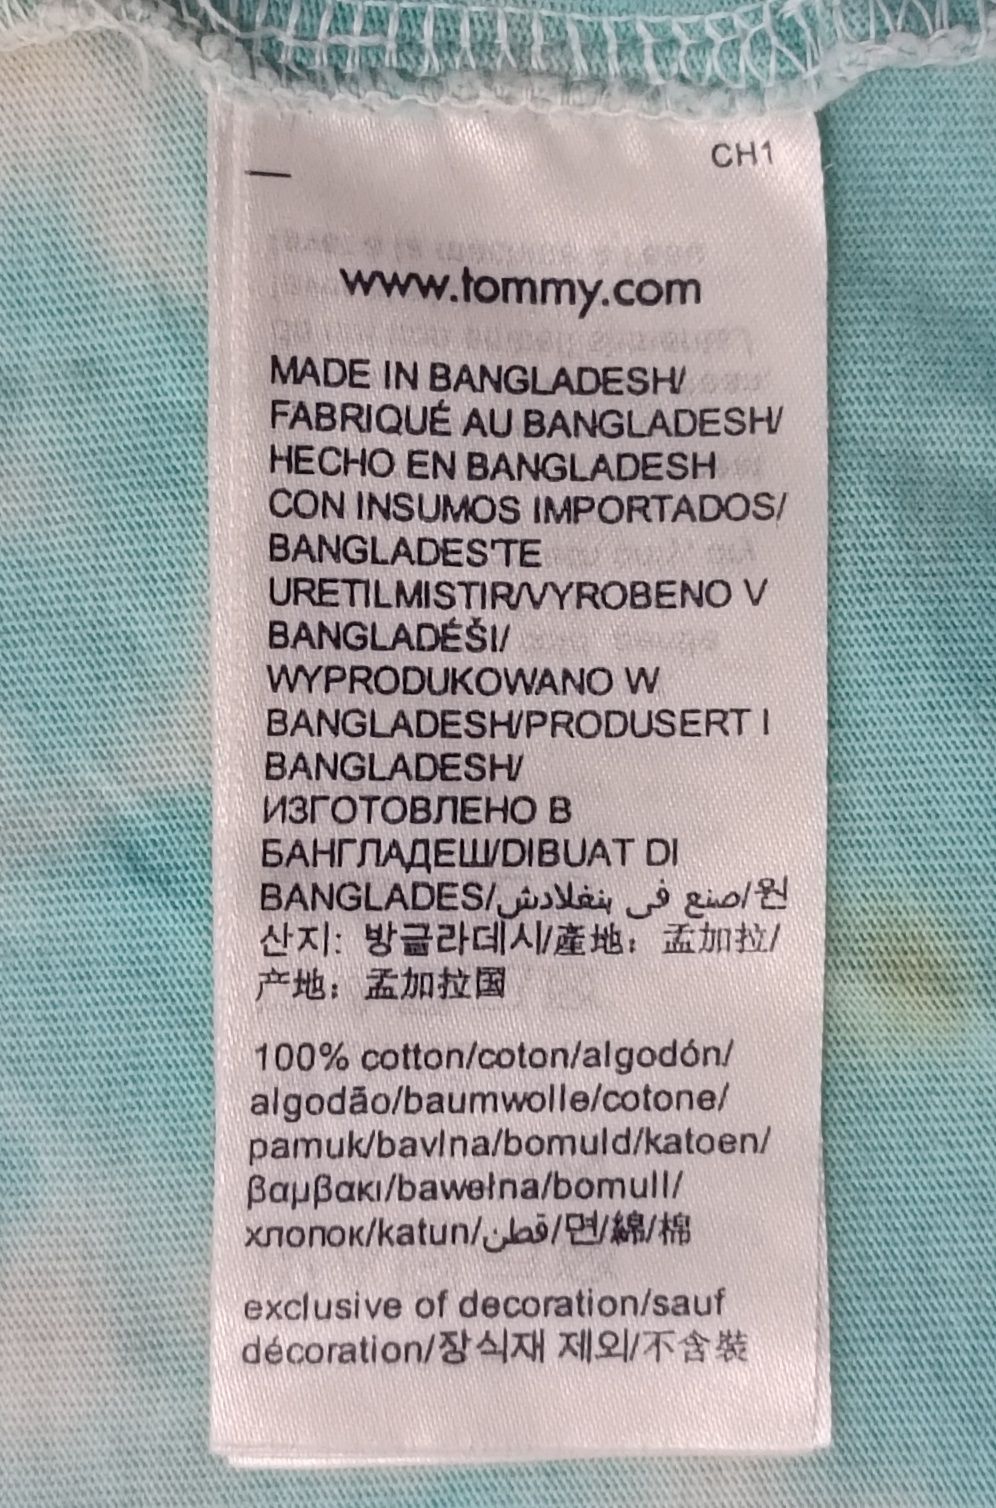 CH1
www.tommy.com
MADE IN BANGLADESH/
FABRIQUÉ AU BANGLADESH/
HECHO EN BANGLADESH
CON INSUMOS IMPORTADOS/
BANGLADES'TE
URETILMISTIR/VYROBENO V
BANGLADÉŠI/
WYPRODUKOWANO W
BANGLADESH/PRODUSERT I
BANGLADESH/
ИЗГОТОВЛЕНО В
БАНГЛАДЕШ/DIBUAT DI
BANGLADES/صنع في بنغلادش/원
산지: 방글라데시/產地：孟加拉/
产地：孟加拉国
100% cotton/coton/algodón/
algodão/baumwolle/cotone/
pamuk/bavlna/bomuld/katoen/
βαμβακι/bawełna/bomull/
хлопок/katun/قطن/면/綿/棉
exclusive of decoration/sauf
décoration/장식재 제외/不含裝